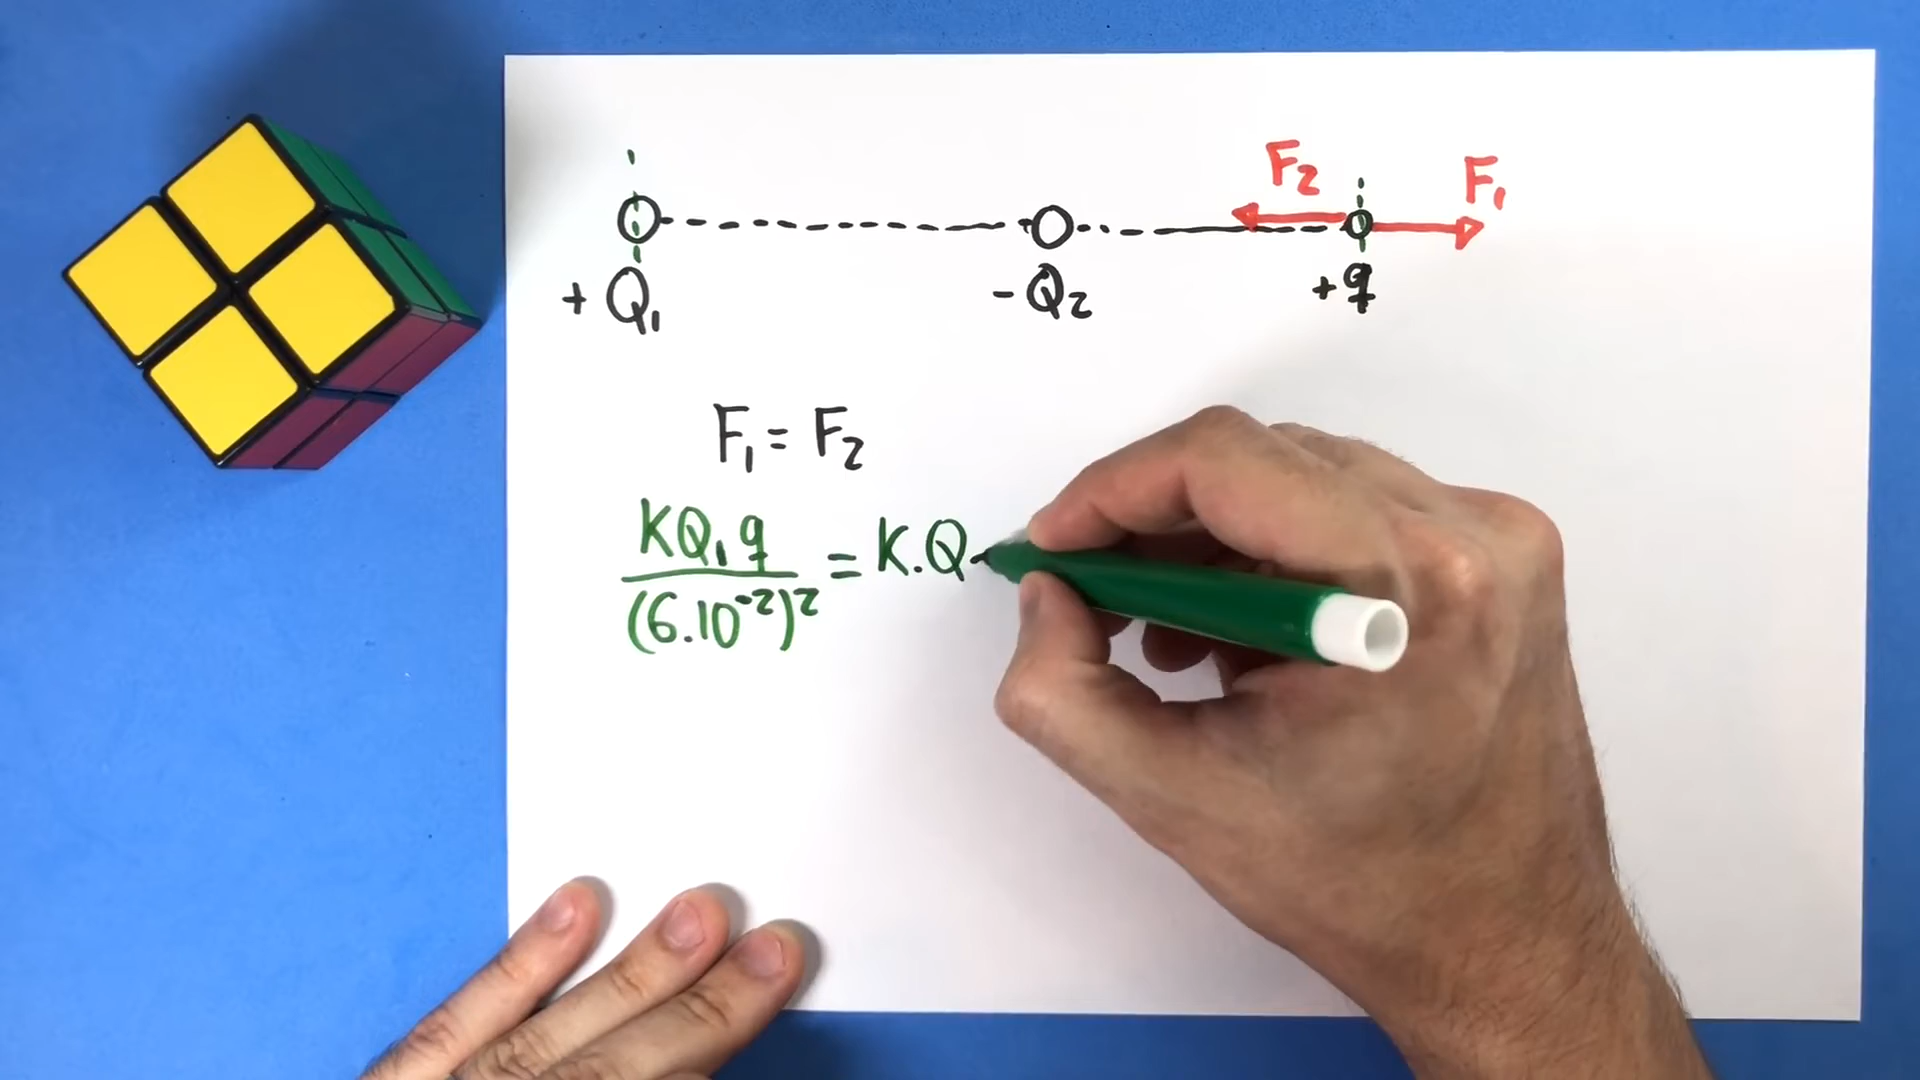 F₂ F₁
+ Q₁ - Q₂ + q
F₁ = F₂
KQ₁q = K.Q
(6.10⁻²)²